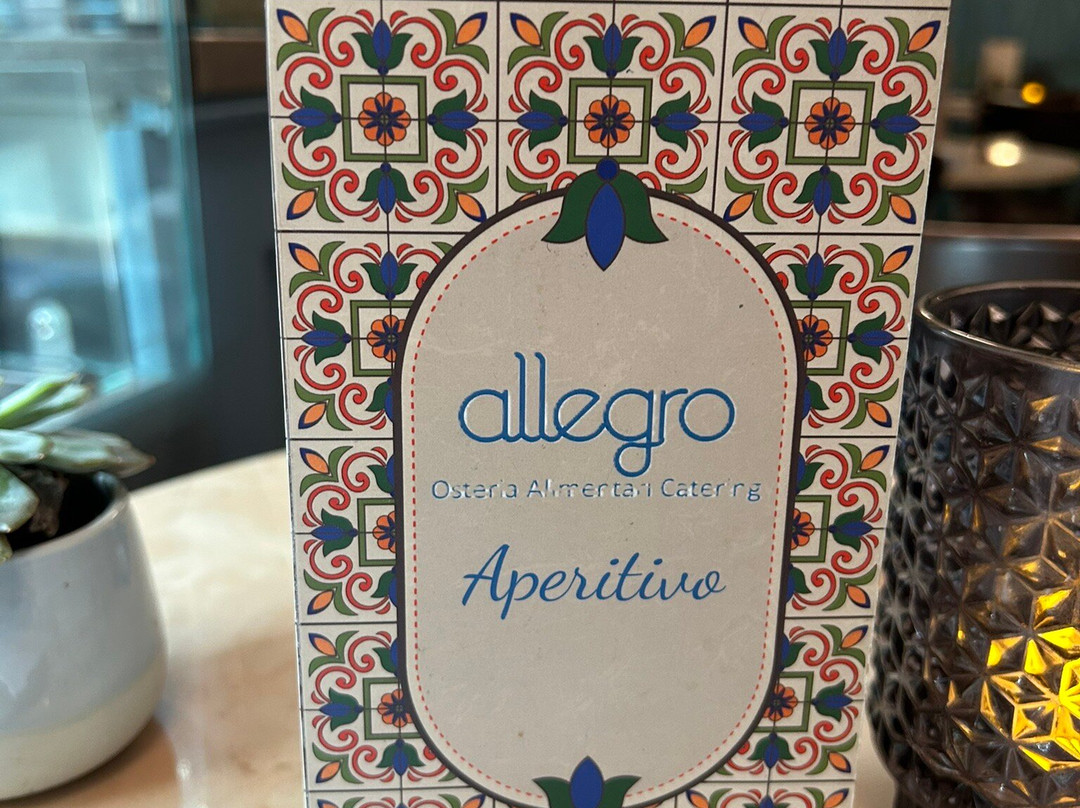 allegro
Osteria Alimentari Catering
Aperitivo